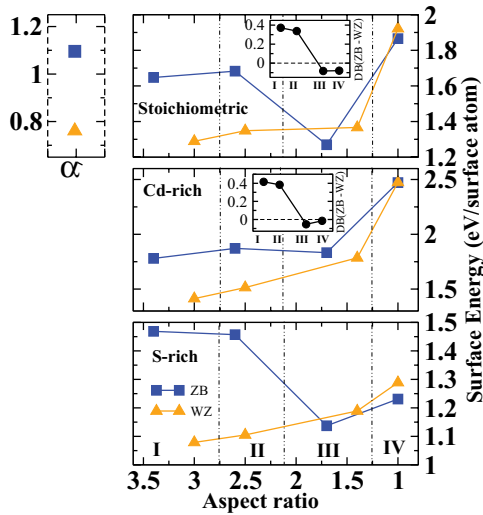 1.2
1
0.8
α
2
1.8
1.6
1.4
1.2
Stoichiometric
0.4
0.2
0
I II III IV
DB(ZB -WZ)
2.5
2
1.5
Cd-rich
0.4
0.2
0
I II III IV
DB(ZB -WZ)
1.5
1.4
1.3
1.2
1.1
1
S-rich
ZB
WZ
I II III IV
3.5 3 2.5 2 1.5 1
Aspect ratio
Surface Energy (eV/surface atom)